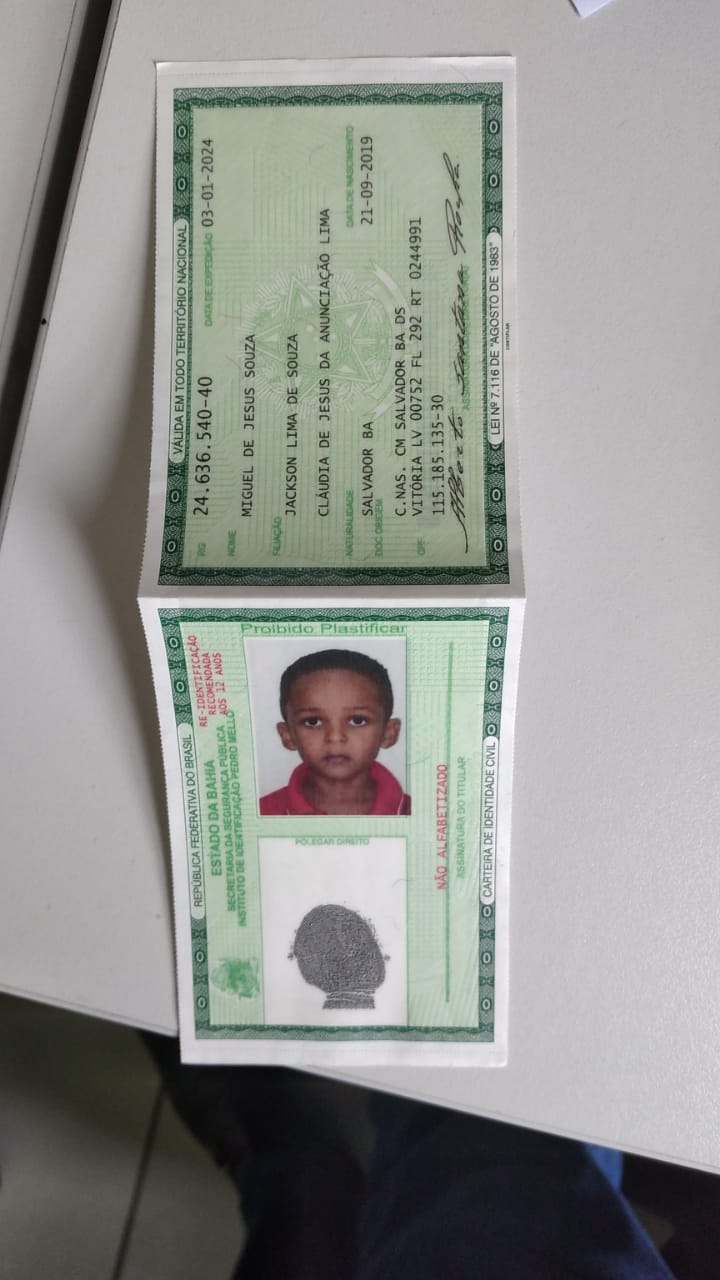 VÁLIDA EM TODO TERRITÓRIO NACIONAL
RG 24.636.540-40 DATA DE EXPEDIÇÃO 03-01-2024
NOME MIGUEL DE JESUS SOUZA
FILIAÇÃO JACKSON LIMA DE SOUZA
CLÁUDIA DE JESUS DA ANUNCIAÇÃO LIMA
NATURALIDADE SALVADOR BA DATA DE NASCIMENTO 21-09-2019
DOC ORIGEM C.NAS. CM SALVADOR BA DS
VITÓRIA LV 00752 FL 292 RT 0244991
CPF 115.185.135-30
LEI Nº 7.116 DE "AGOSTO DE 1983"
REPÚBLICA FEDERATIVA DO BRASIL
ESTADO DA BAHIA
SECRETARIA DA SEGURANÇA PÚBLICA
INSTITUTO DE IDENTIFICAÇÃO PEDRO MELLO
RE-IDENTIFICAÇÃO
RECOMENDADA
AOS 12 ANOS
Proibido Plastificar
POLEGAR DIREITO
NÃO ALFABETIZADO
ASSINATURA DO TITULAR
CARTEIRA DE IDENTIDADE CIVIL